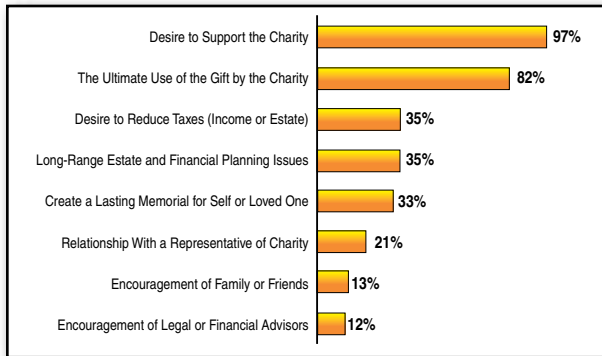 Desire to Support the Charity 97%
The Ultimate Use of the Gift by the Charity 82%
Desire to Reduce Taxes (Income or Estate) 35%
Long-Range Estate and Financial Planning Issues 35%
Create a Lasting Memorial for Self or Loved One 33%
Relationship With a Representative of Charity 21%
Encouragement of Family or Friends 13%
Encouragement of Legal or Financial Advisors 12%